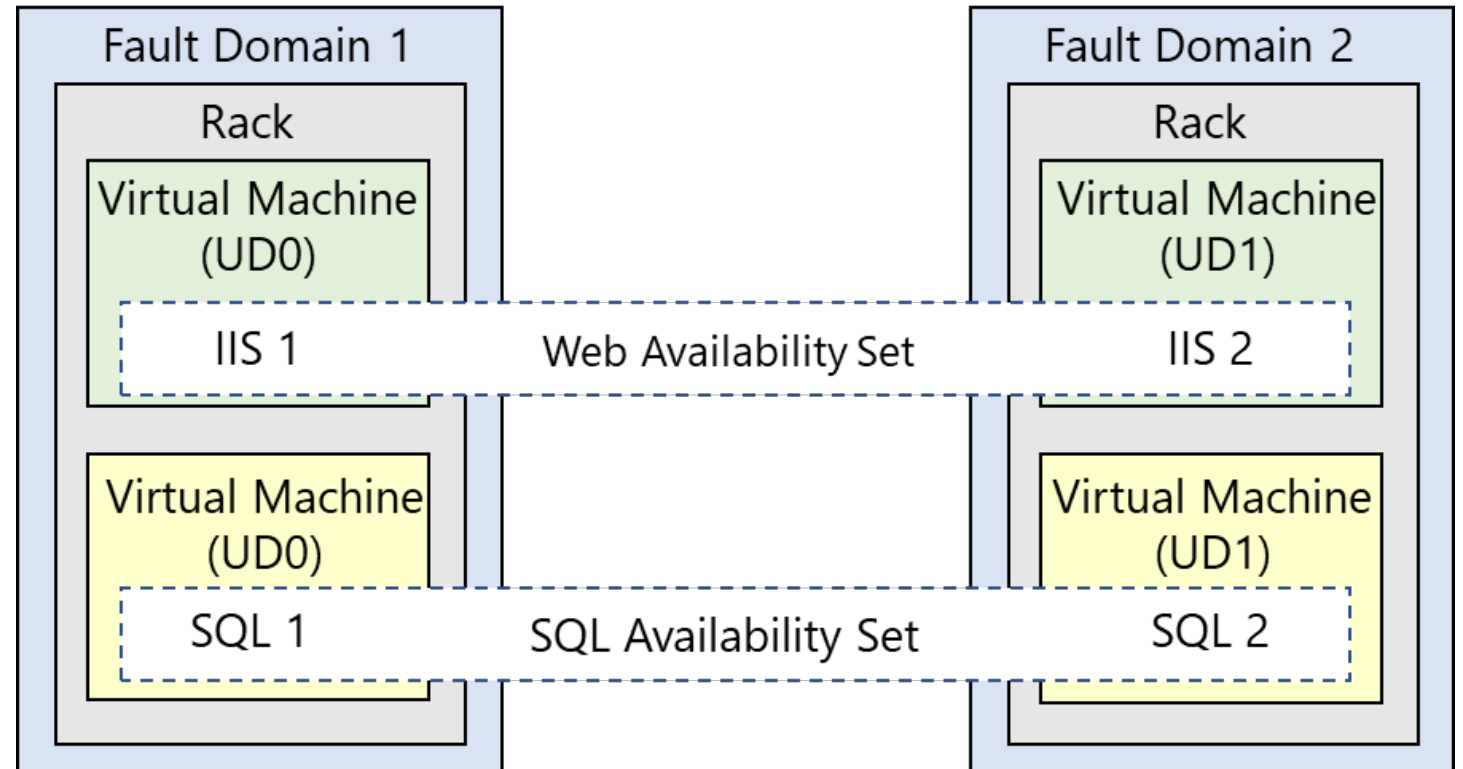 Fault Domain 1
Fault Domain 2
Rack
Rack
Virtual Machine
(UD0)
Virtual Machine
(UD1)
IIS 1
Web Availability Set
IIS 2
Virtual Machine
(UD0)
Virtual Machine
(UD1)
SQL 1
SQL Availability Set
SQL 2